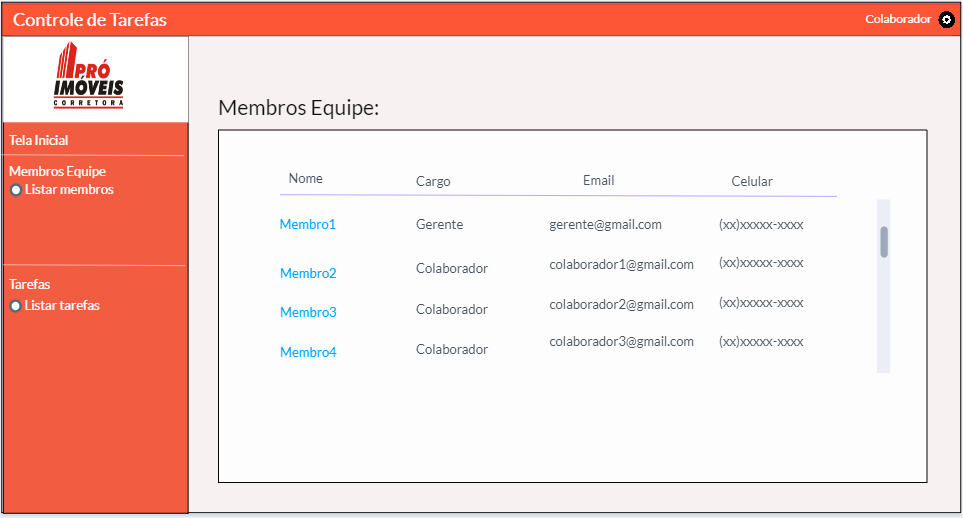 Controle de Tarefas Colaborador
PRÓ
IMÓVEIS
CORRETORA
Tela Inicial
Membros Equipe
Listar membros
Tarefas
Listar tarefas
Membros Equipe:
Nome Cargo Email Celular
Membro1 Gerente gerente@gmail.com (xx)xxxxx-xxxx
Membro2 Colaborador colaborador1@gmail.com (xx)xxxxx-xxxx
Membro3 Colaborador colaborador2@gmail.com (xx)xxxxx-xxxx
Membro4 Colaborador colaborador3@gmail.com (xx)xxxxx-xxxx